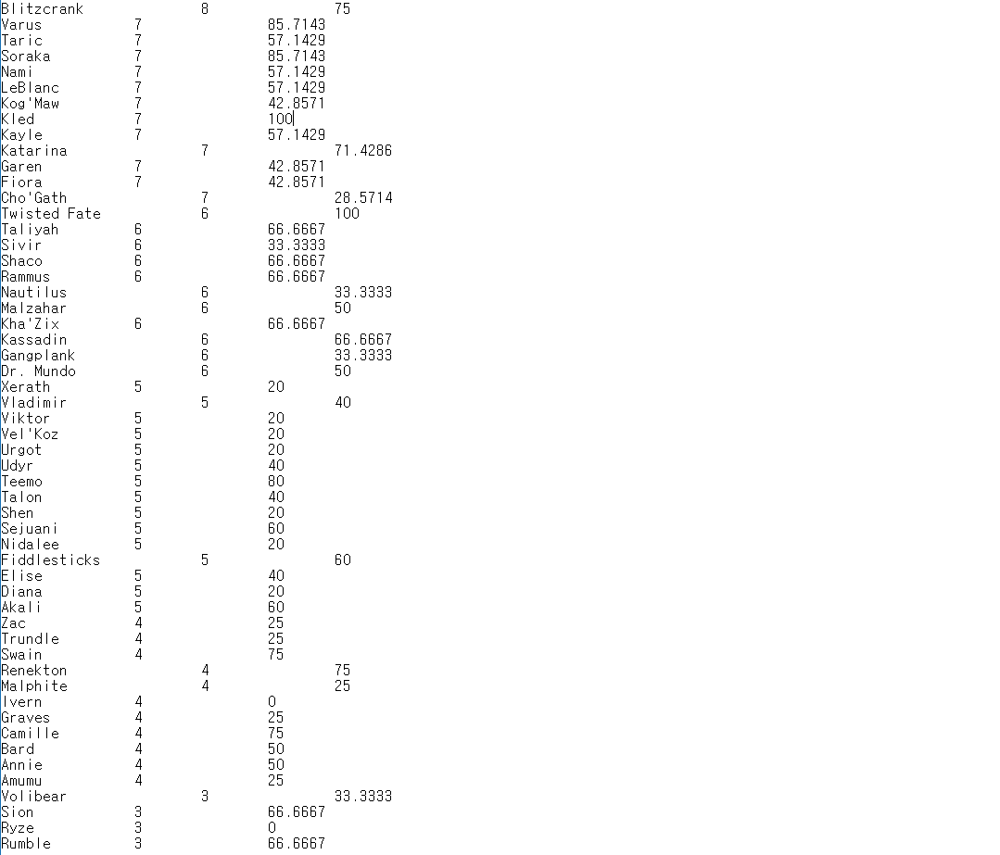 Blitzcrank 8 75
Varus 7 85.7143
Taric 7 57.1429
Soraka 7 85.7143
Nami 7 57.1429
LeBlanc 7 57.1429
Kog'Maw 7 42.8571
Kled 7 100
Kayle 7 57.1429
Katarina 7 71.4286
Garen 7 42.8571
Fiora 7 42.8571
Cho'Gath 7 28.5714
Twisted Fate 6 100
Taliyah 6 66.6667
Sivir 6 33.3333
Shaco 6 66.6667
Rammus 6 66.6667
Nautilus 6 33.3333
Malzahar 6 50
Kha'Zix 6 66.6667
Kassadin 6 66.6667
Gangplank 6 33.3333
Dr. Mundo 6 50
Xerath 5 20
Vladimir 5 40
Viktor 5 20
Vel'Koz 5 20
Urgot 5 20
Udyr 5 40
Teemo 5 80
Talon 5 40
Shen 5 20
Sejuani 5 60
Nidalee 5 20
Fiddlesticks 5 60
Elise 5 40
Diana 5 20
Akali 5 60
Zac 4 25
Trundle 4 25
Swain 4 75
Renekton 4 75
Malphite 4 25
Ivern 4 0
Graves 4 25
Camille 4 75
Bard 4 50
Annie 4 50
Amumu 4 25
Volibear 3 33.3333
Sion 3 66.6667
Ryze 3 0
Rumble 3 66.6667